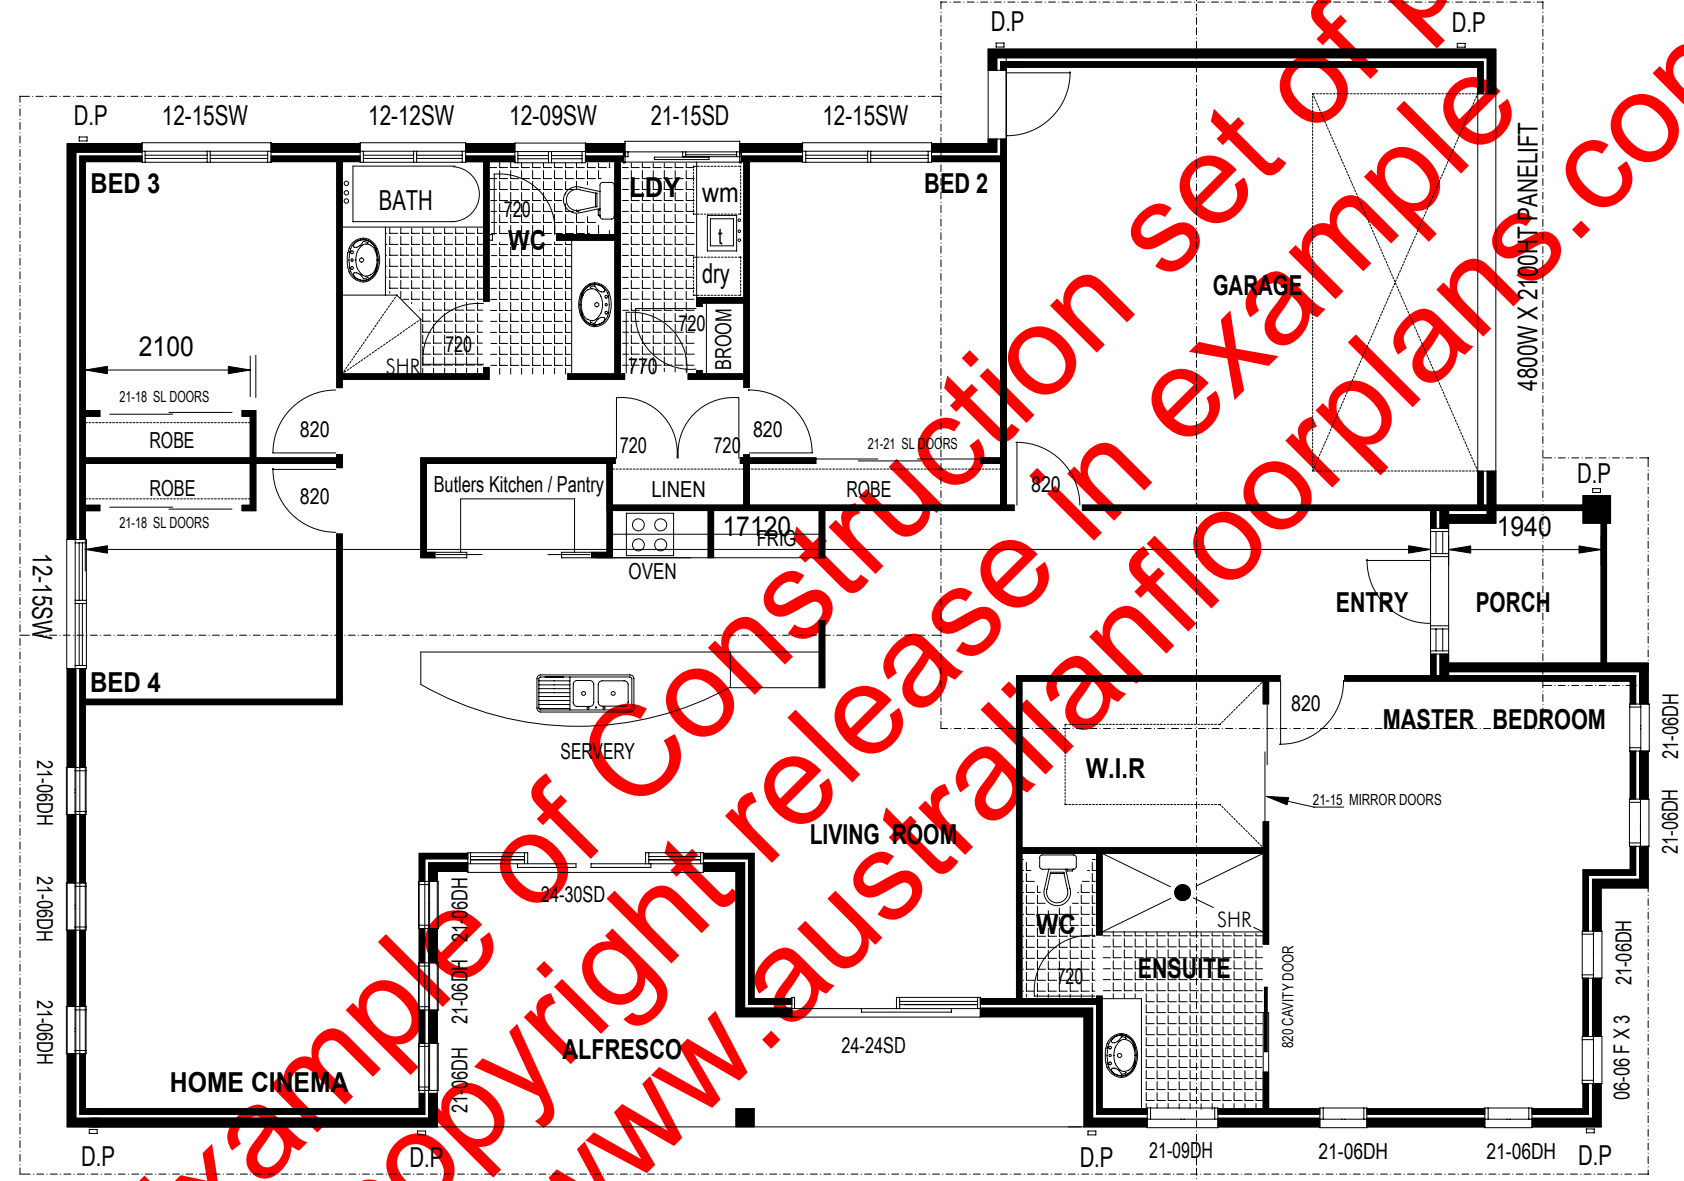 D.P
D.P
D.P
12-15SW
12-12SW
12-09SW
21-15SD
12-15SW
BED 3
BATH
720
WC
LDY
wm
t
dry
BED 2
GARAGE
4800W X 2100HT PANELIFT
2100
SHR
720
770
720
BROOM
21-18 SL DOORS
ROBE
820
720
720
820
21-21 SL DOORS
ROBE
820
21-18 SL DOORS
Butlers Kitchen / Pantry
LINEN
ROBE
820
D.P
17120
FRIG
1940
12-15SW
OVEN
ENTRY
PORCH
BED 4
820
MASTER BEDROOM
21-06DH
SERVERY
W.I.R
21-15 MIRROR DOORS
21-06DH
21-06DH
LIVING ROOM
24-30SD
21-06DH
21-06DH
WC
SHR
720
ENSUITE
820 CAVITY DOOR
21-06DH
21-06DH
21-06DH
24-24SD
06-06 F X 3
ALFRESCO
21-06DH
HOME CINEMA
D.P
D.P
D.P
21-09DH
21-06DH
21-06DH
D.P
xample of Construction set of p
opyright release in example
www.australianfloorplans.com